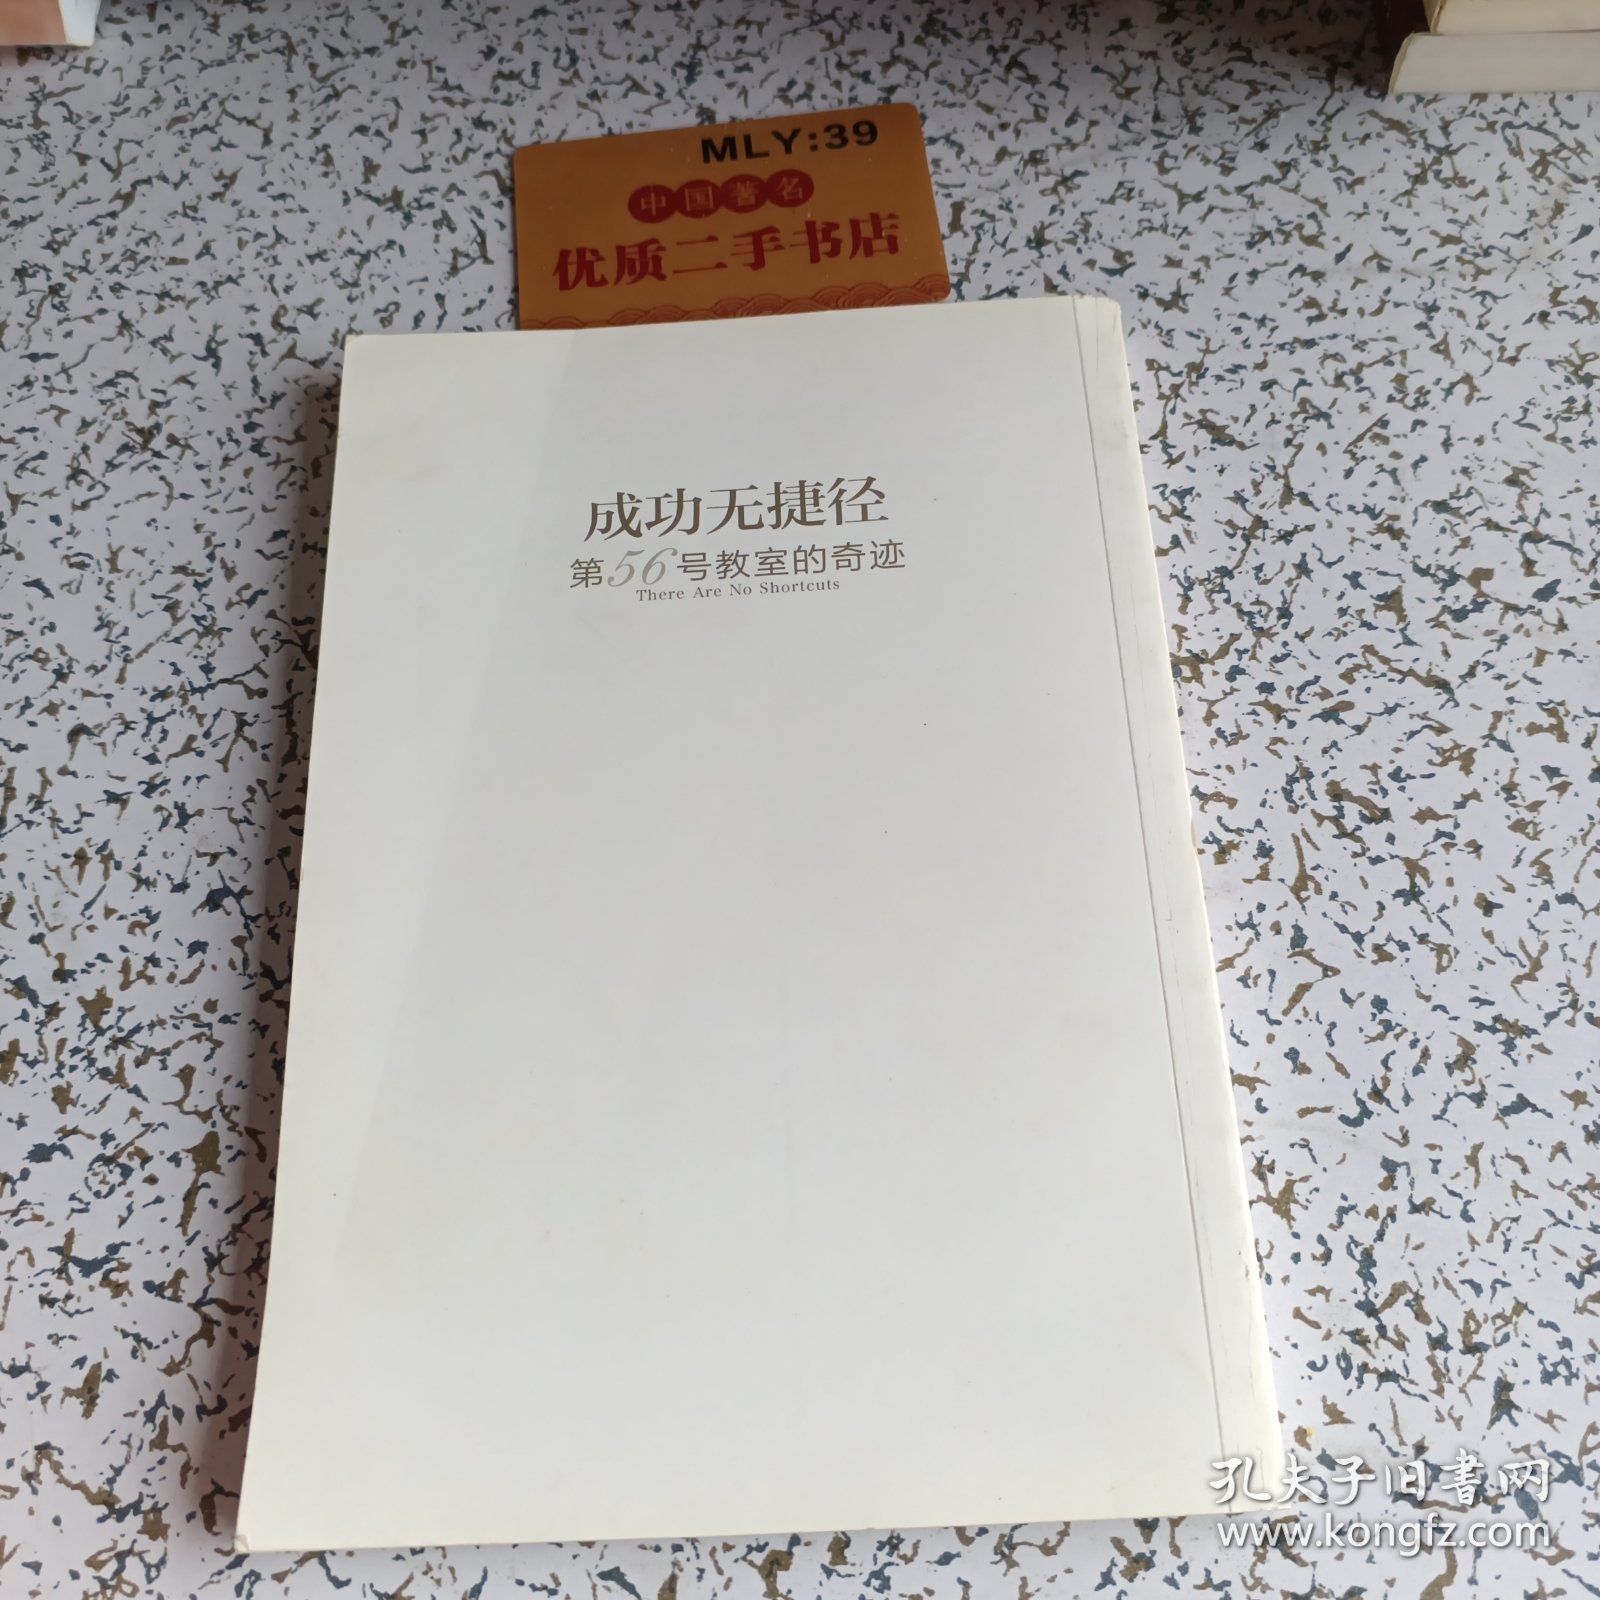 MLY:39
中国著名
优质二手书店
成功无捷径
第56号教室的奇迹
There Are No Shortcuts
孔夫子旧书网
www.kongfz.com